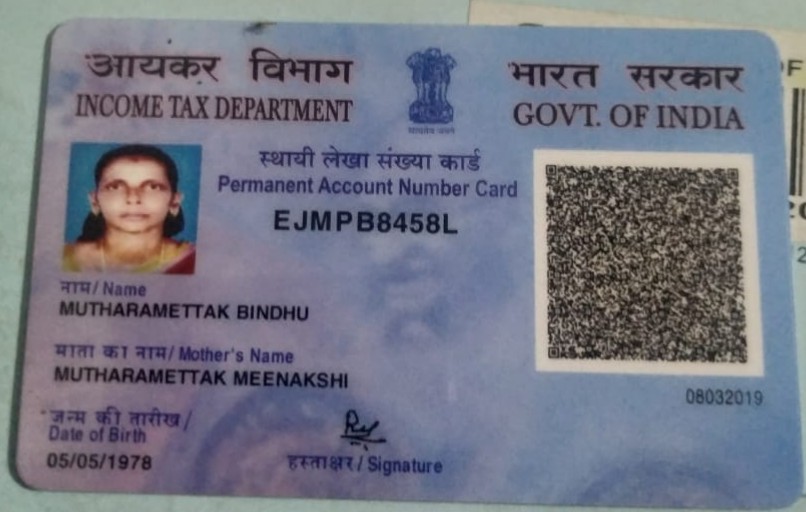 आयकर विभाग
INCOME TAX DEPARTMENT
सत्यमेव जयते
भारत सरकार
GOVT. OF INDIA
स्थायी लेखा संख्या कार्ड
Permanent Account Number Card
EJMPB8458L
नाम/ Name
MUTHARAMETTAK BINDHU
माता का नाम/ Mother's Name
MUTHARAMETTAK MEENAKSHI
08032019
जन्म की तारीख/
Date of Birth
05/05/1978
हस्ताक्षर/ Signature